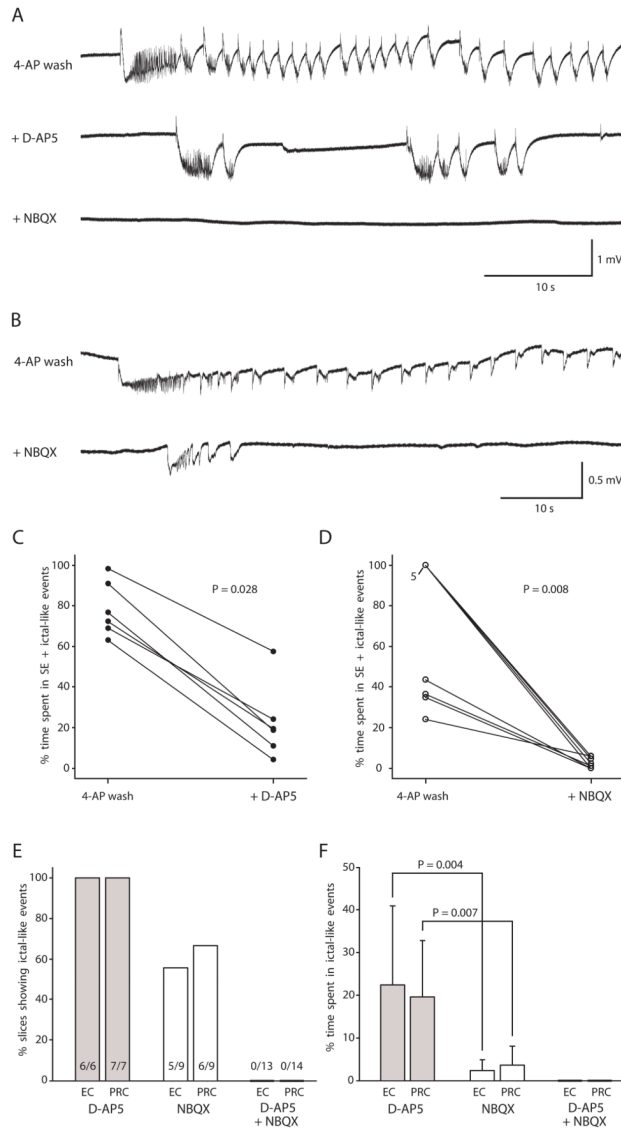 A
4-AP wash
+ D-AP5
+ NBQX
1 mV
10 s
B
4-AP wash
+ NBQX
0.5 mV
10 s
C
% time spent in SE + ictal-like events
100
80
60
40
20
0
P = 0.028
4-AP wash
+ D-AP5
D
% time spent in SE + ictal-like events
100
80
60
40
20
0
5
P = 0.008
4-AP wash
+ NBQX
E
% slices showing ictal-like events
100
80
60
40
20
0
6/6 7/7 5/9 6/9 0/13 0/14
EC PRC EC PRC EC PRC
D-AP5 NBQX D-AP5
+ NBQX
F
% time spent in ictal-like events
50
40
30
20
10
0
P = 0.004
P = 0.007
EC PRC EC PRC EC PRC
D-AP5 NBQX D-AP5
+ NBQX